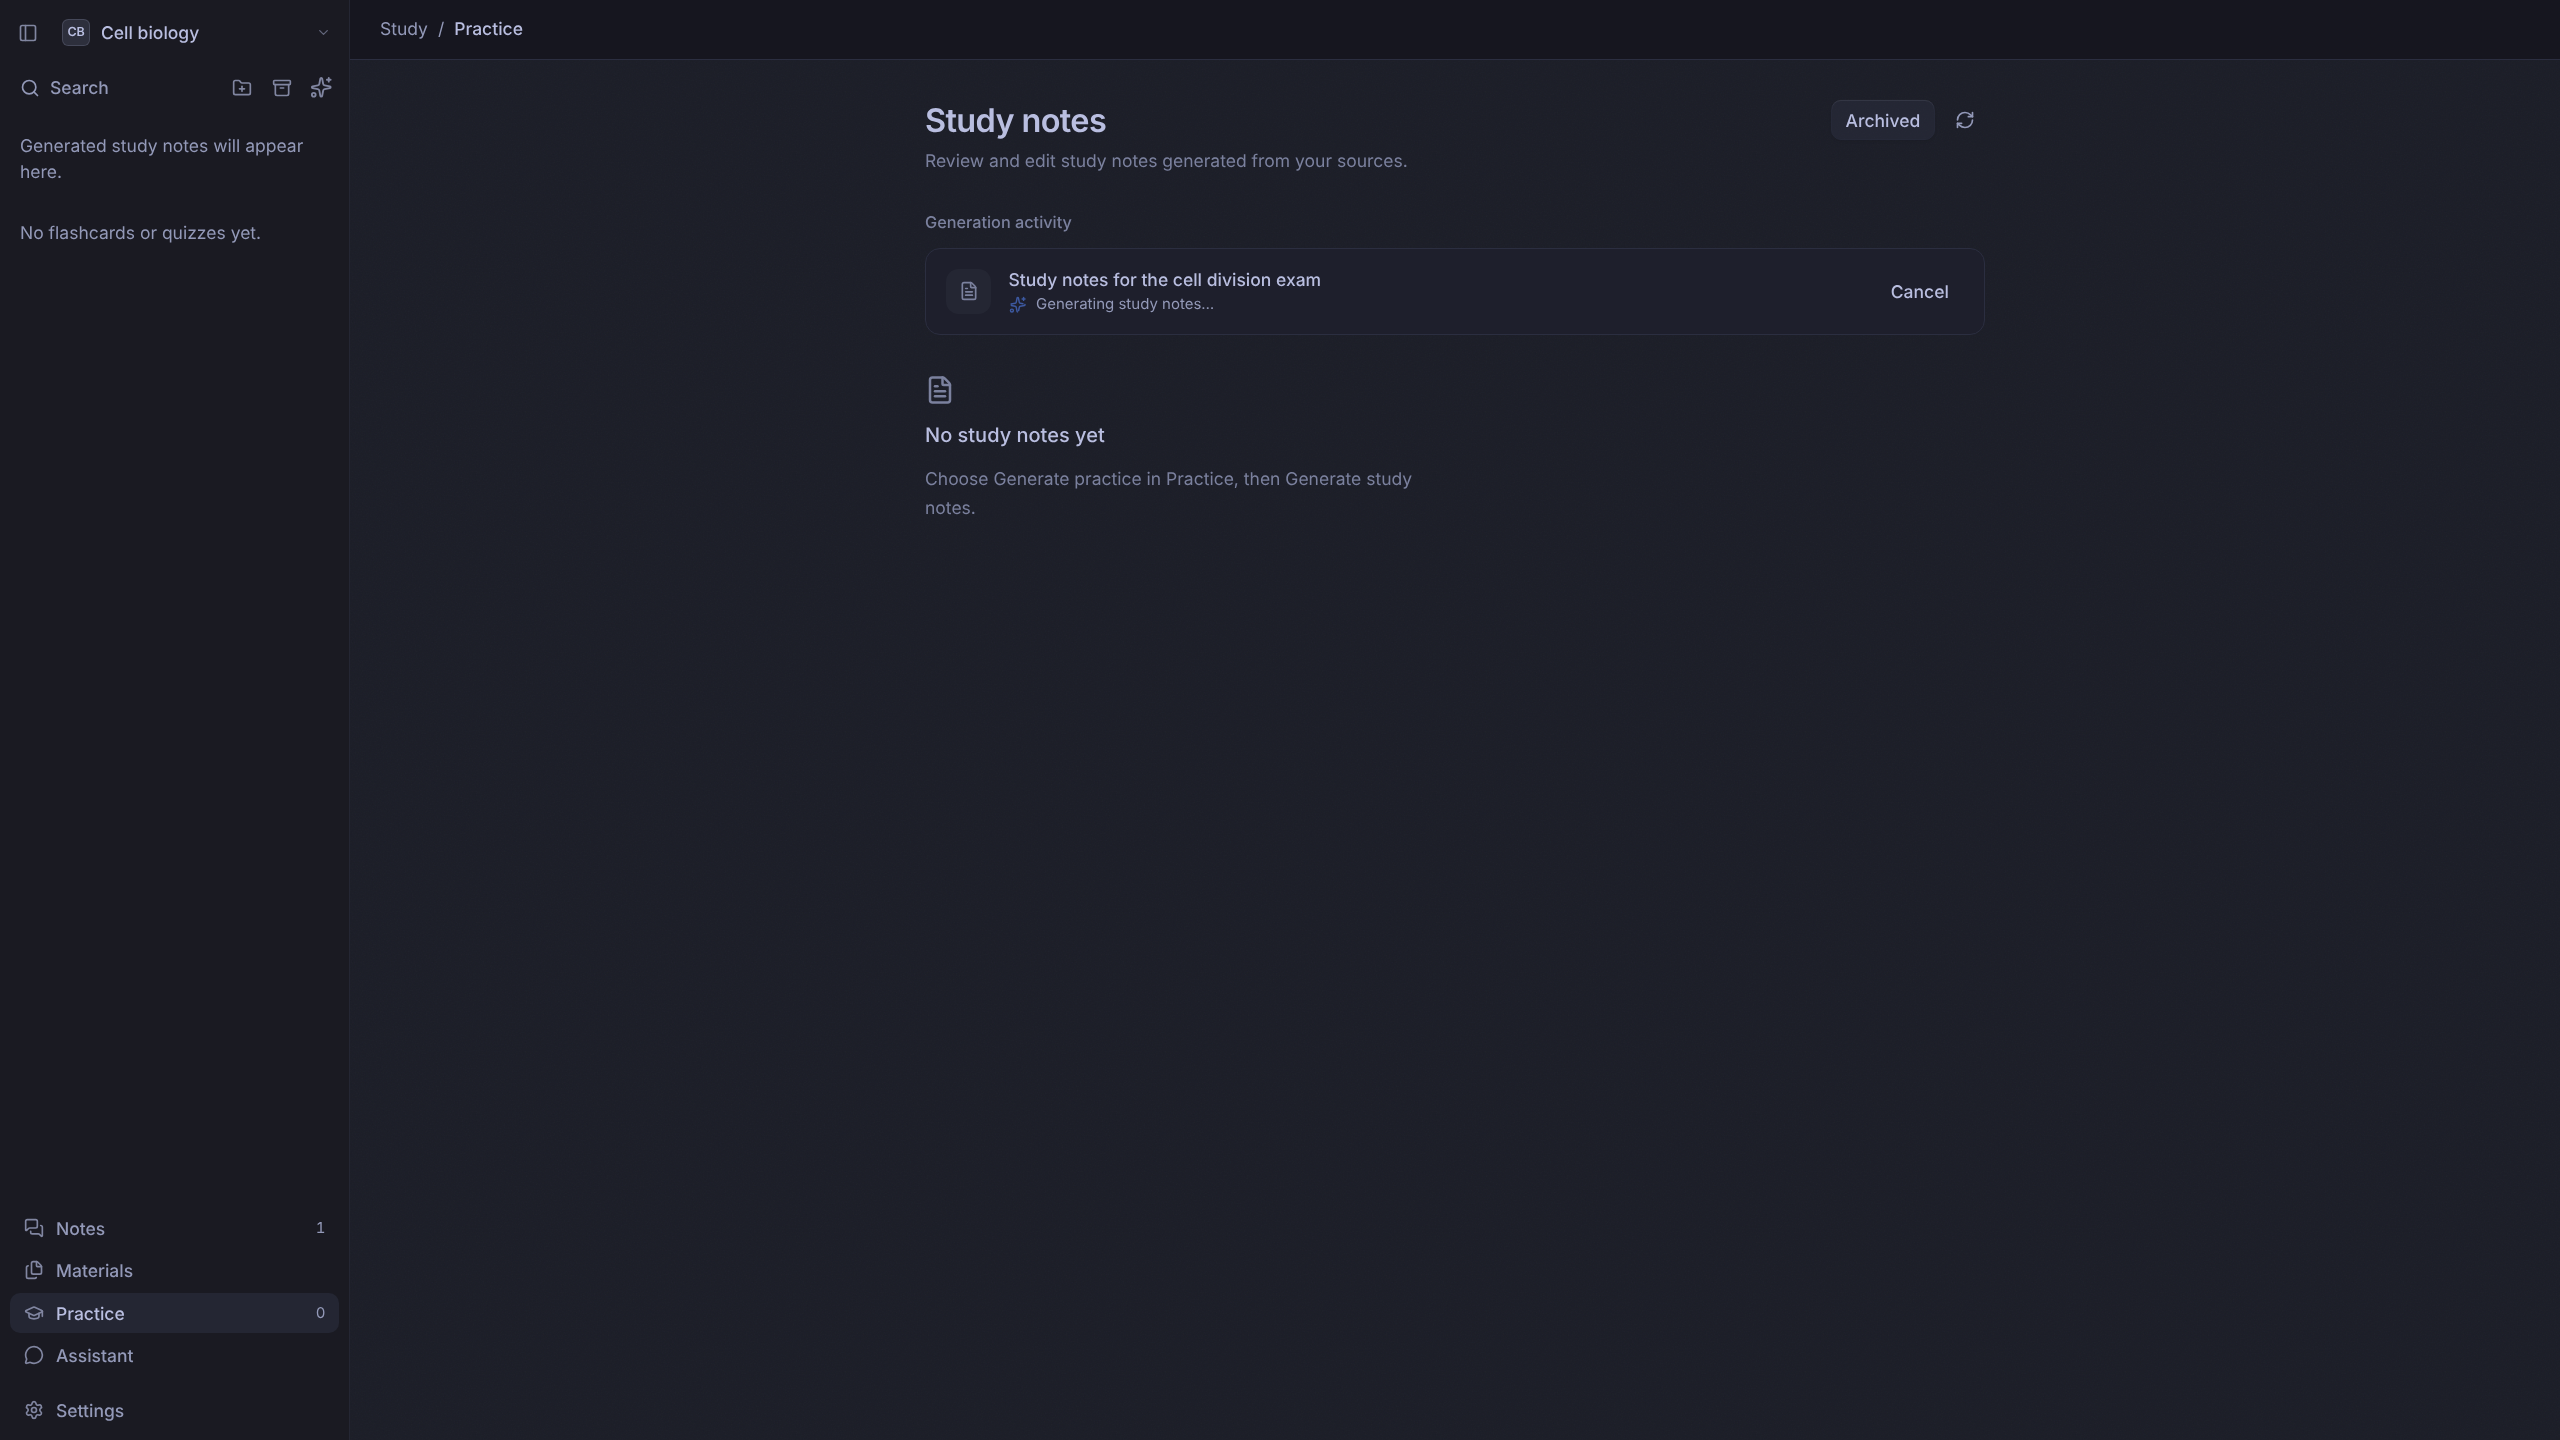 CB Cell biology
Search
Generated study notes will appear
here.
No flashcards or quizzes yet.
Notes 1
Materials
Practice 0
Assistant
Settings
Study / Practice
Study notes
Archived
Review and edit study notes generated from your sources.
Generation activity
Study notes for the cell division exam
Generating study notes...
Cancel
No study notes yet
Choose Generate practice in Practice, then Generate study
notes.